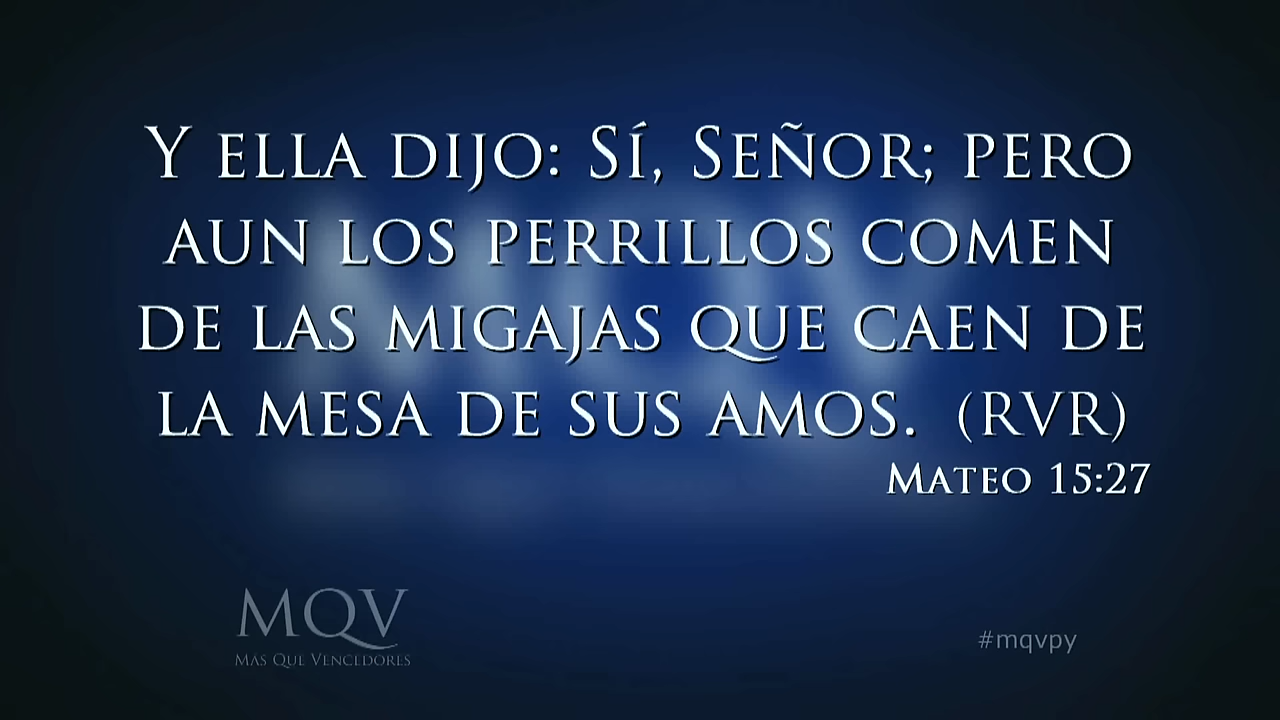 Y ELLA DIJO: SÍ, SEÑOR; PERO
AUN LOS PERRILLOS COMEN
DE LAS MIGAJAS QUE CAEN DE
LA MESA DE SUS AMOS. (RVR)
MATEO 15:27
MQV
MÁS QUE VENCEDORES
#mqvpy